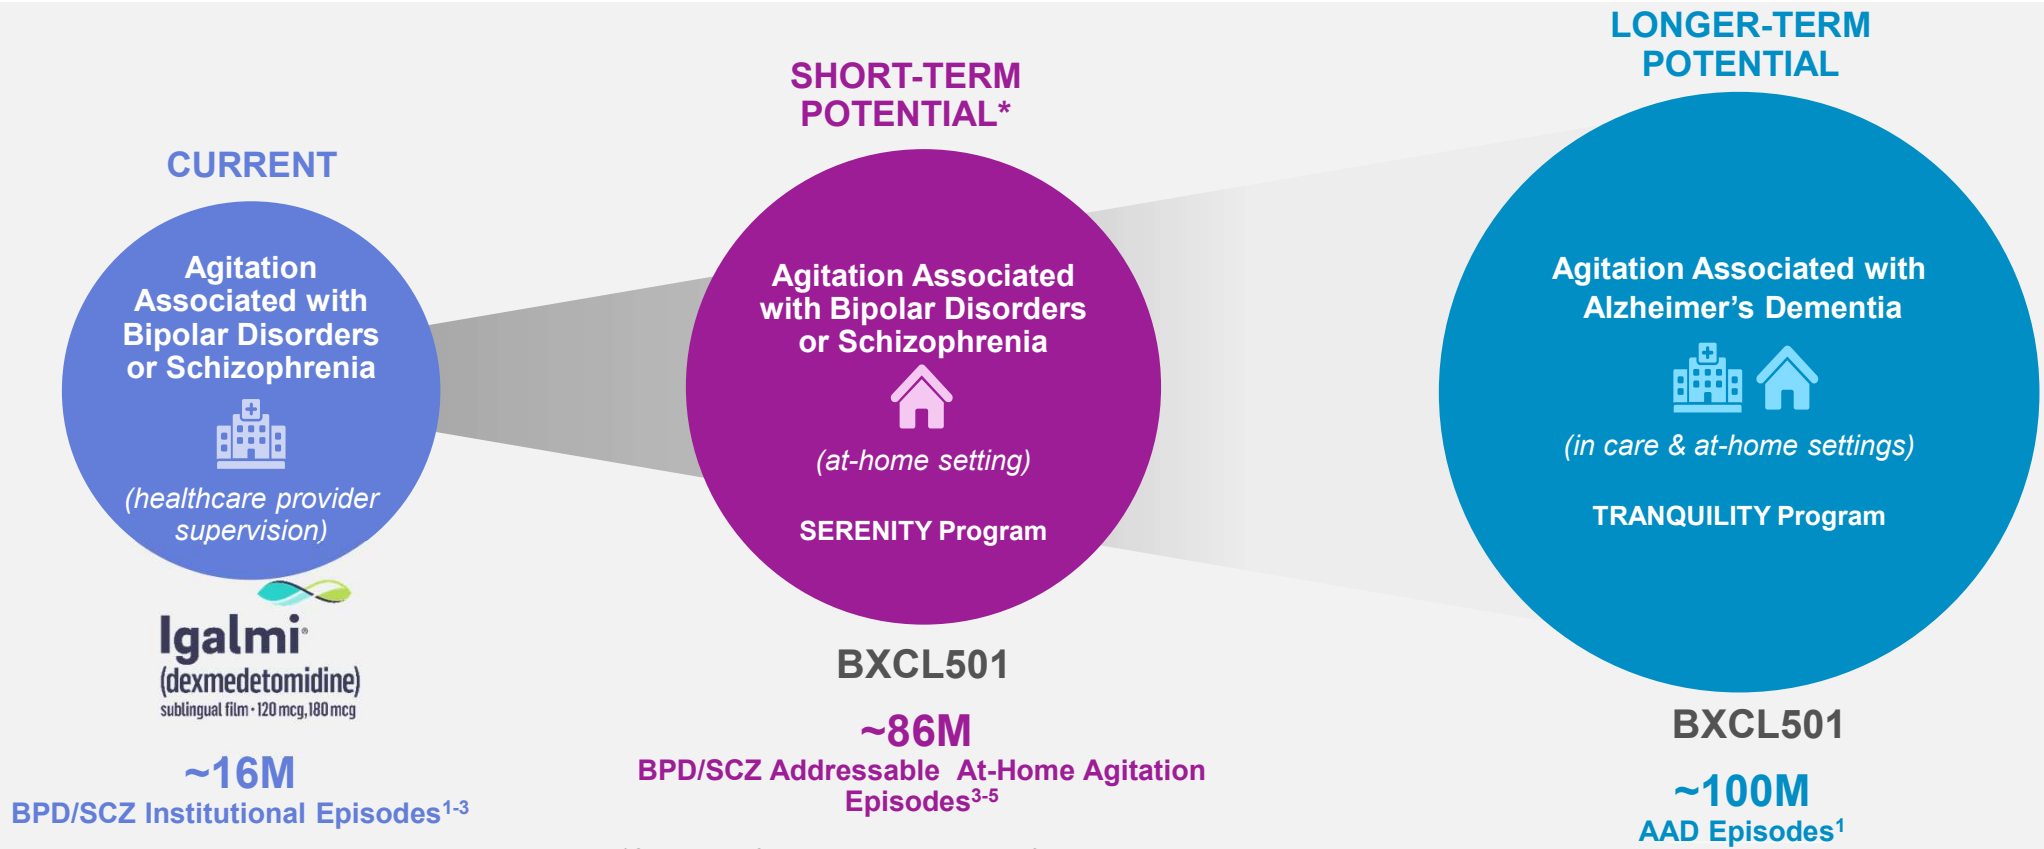 CURRENT
Agitation
Associated with
Bipolar Disorders
or Schizophrenia
(healthcare provider
supervision)
Igalmi®
(dexmedetomidine)
sublingual film · 120 mcg, 180 mcg
~16M
BPD/SCZ Institutional Episodes1-3
SHORT-TERM
POTENTIAL*
Agitation Associated
with Bipolar Disorders
or Schizophrenia
(at-home setting)
SERENITY Program
BXCL501
~86M
BPD/SCZ Addressable At-Home Agitation
Episodes3-5
LONGER-TERM
POTENTIAL
Agitation Associated with
Alzheimer's Dementia
(in care & at-home settings)
TRANQUILITY Program
BXCL501
~100M
AAD Episodes1